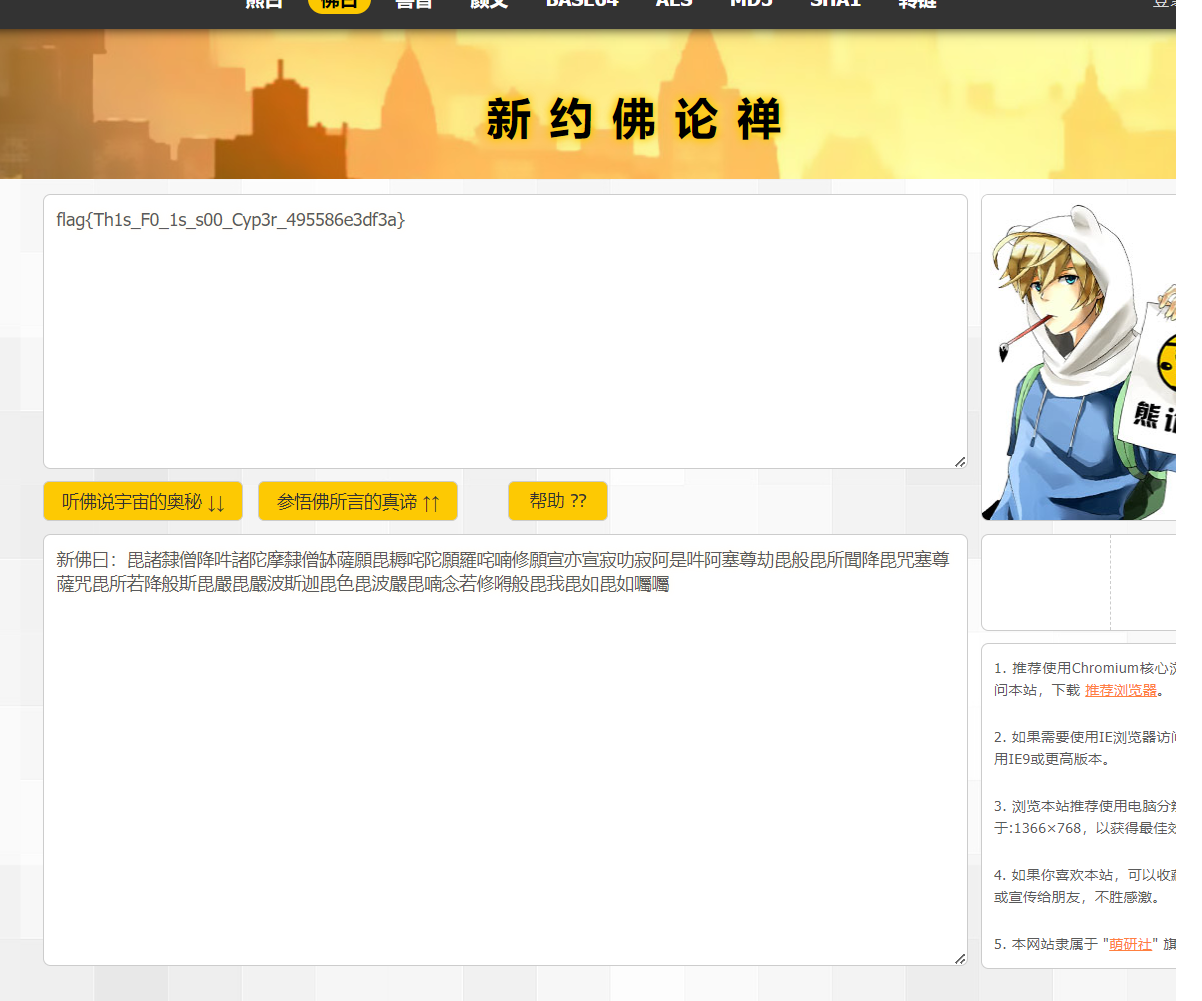 熊曰 佛曰 兽音 颜文 BASE64 AES MD5 SHA1 转链 登录
新约佛论禅
flag{Th1s_F0_1s_s00_Cyp3r_495586e3df3a}
听佛说宇宙的奥秘 ↓↓ 参悟佛所言的真谛 ↑↑ 帮助 ??
新佛曰：毘諸隸僧降吽諸陀摩隸僧缽薩願毘耨咤陀願羅咤喃修願宣亦宣寂叻寂阿是吽阿塞尊劫毘般毘所聞降毘咒塞尊
薩咒毘所若降般斯毘嚴毘嚴波斯迦毘色毘波嚴毘喃念若修嘚般毘我毘如毘如囑囑
1. 推荐使用Chromium核心
问本站，下载 推荐浏览器。
2. 如果需要使用IE浏览器访问
用IE9或更高版本。
3. 浏览本站推荐使用电脑分辨
于:1366×768，以获得最佳效
4. 如果你喜欢本站，可以收藏
或宣传给朋友，不胜感激。
5. 本网站隶属于 "萌研社" 旗